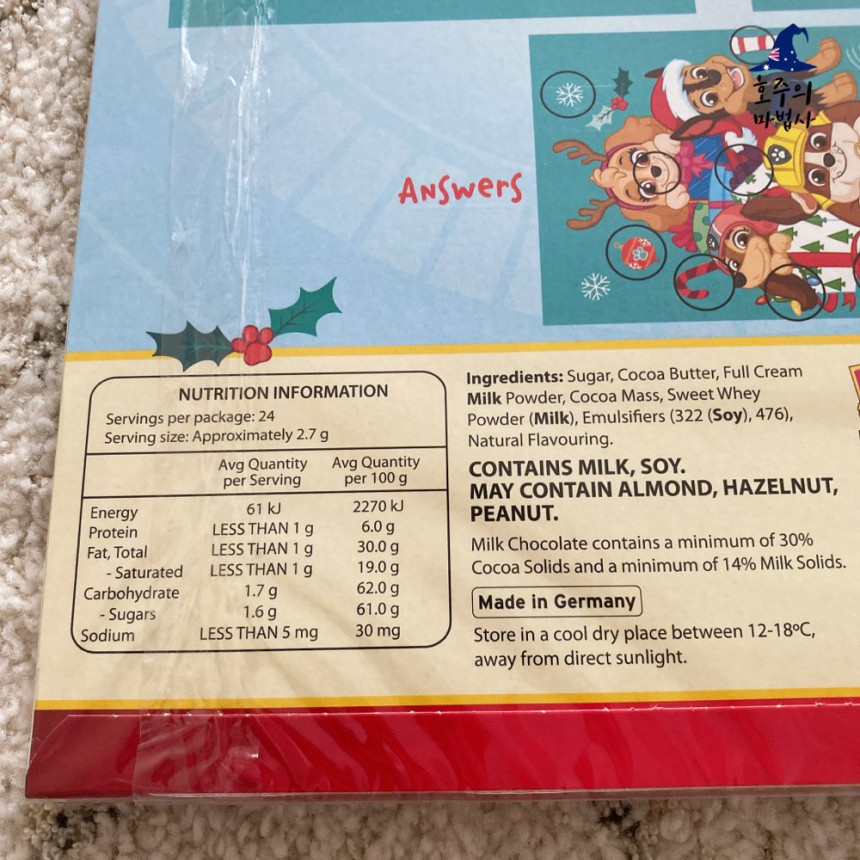 호주의
마법사
ANSWERS
NUTRITION INFORMATION
Servings per package: 24
Serving size: Approximately 2.7 g
Avg Quantity per Serving
Avg Quantity per 100 g
Energy 61 kJ 2270 kJ
Protein LESS THAN 1 g 6.0 g
Fat, Total LESS THAN 1 g 30.0 g
- Saturated LESS THAN 1 g 19.0 g
Carbohydrate 1.7 g 62.0 g
- Sugars 1.6 g 61.0 g
Sodium LESS THAN 5 mg 30 mg
Ingredients: Sugar, Cocoa Butter, Full Cream
Milk Powder, Cocoa Mass, Sweet Whey
Powder (Milk), Emulsifiers (322 (Soy), 476),
Natural Flavouring.
CONTAINS MILK, SOY.
MAY CONTAIN ALMOND, HAZELNUT,
PEANUT.
Milk Chocolate contains a minimum of 30%
Cocoa Solids and a minimum of 14% Milk Solids.
Made in Germany
Store in a cool dry place between 12-18ºC,
away from direct sunlight.